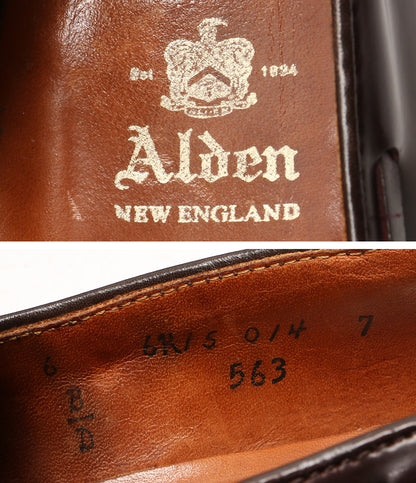 Est 1884
Alden
NEW ENGLAND
6 6R15 014 7
B/D 563